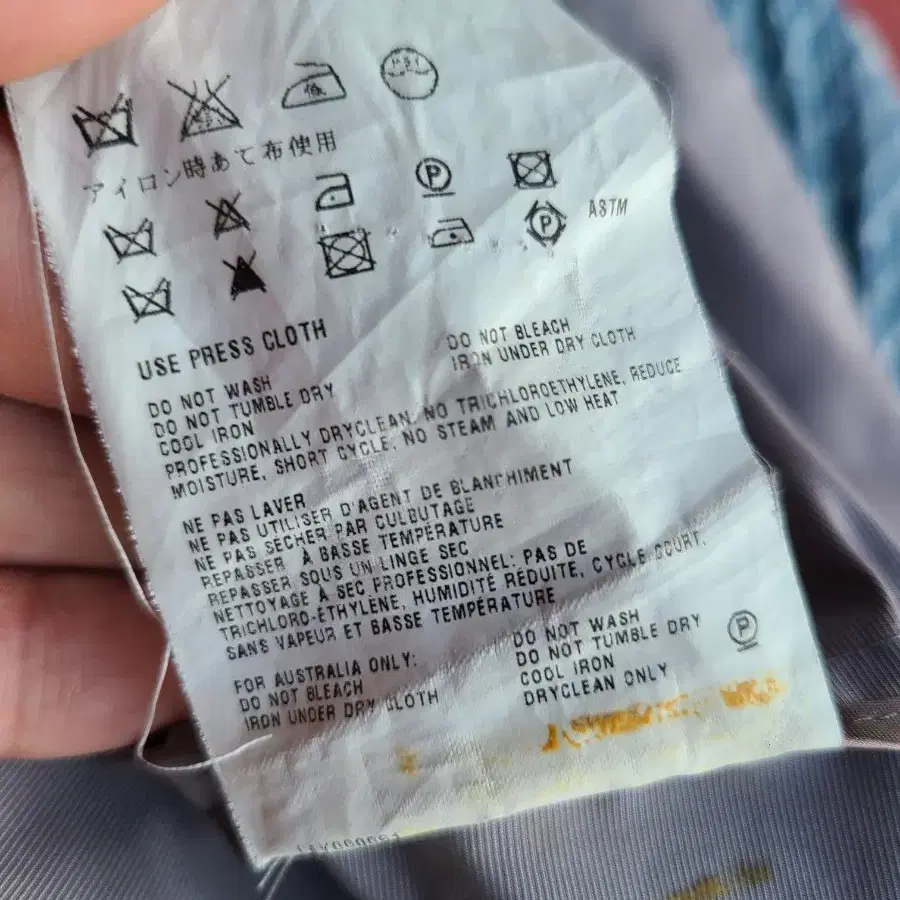 アイロン時あて布使用
P
ASTM
P
USE PRESS CLOTH
DO NOT WASH
DO NOT BLEACH
DO NOT TUMBLE DRY
IRON UNDER DRY CLOTH
COOL IRON
PROFESSIONALLY DRYCLEAN: NO TRICHLOROETHYLENE, REDUCE
MOISTURE, SHORT CYCLE, NO STEAM AND LOW HEAT
NE PAS LAVER
NE PAS UTILISER D'AGENT DE BLANCHIMENT
NE PAS SÉCHER PAR CULBUTAGE
REPASSER À BASSE TEMPÉRATURE
REPASSER SOUS UN LINGE SEC
NETTOYAGE À SEC PROFESSIONNEL: PAS DE
TRICHLORO-ÉTHYLÈNE, HUMIDITÉ RÉDUITE, CYCLE COURT,
SANS VAPEUR ET BASSE TEMPÉRATURE
FOR AUSTRALIA ONLY:
DO NOT WASH
DO NOT BLEACH
DO NOT TUMBLE DRY
IRON UNDER DRY CLOTH
COOL IRON
DRYCLEAN ONLY
P